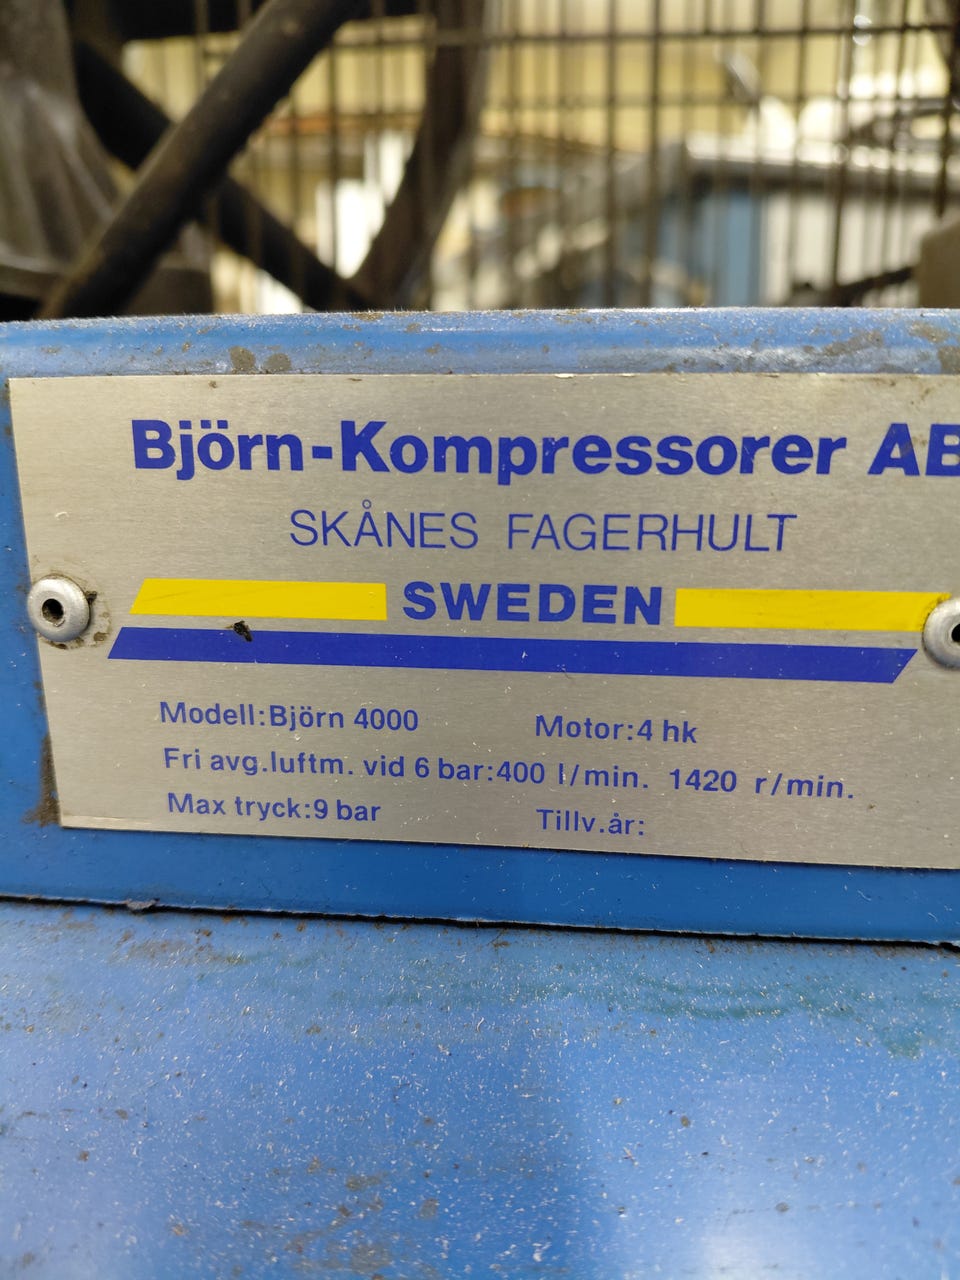 Björn-Kompressorer AB
SKÅNES FAGERHULT
SWEDEN
Modell:Björn 4000 Motor:4 hk
Fri avg.luftm. vid 6 bar:400 l/min. 1420 r/min.
Max tryck:9 bar Tillv.år: